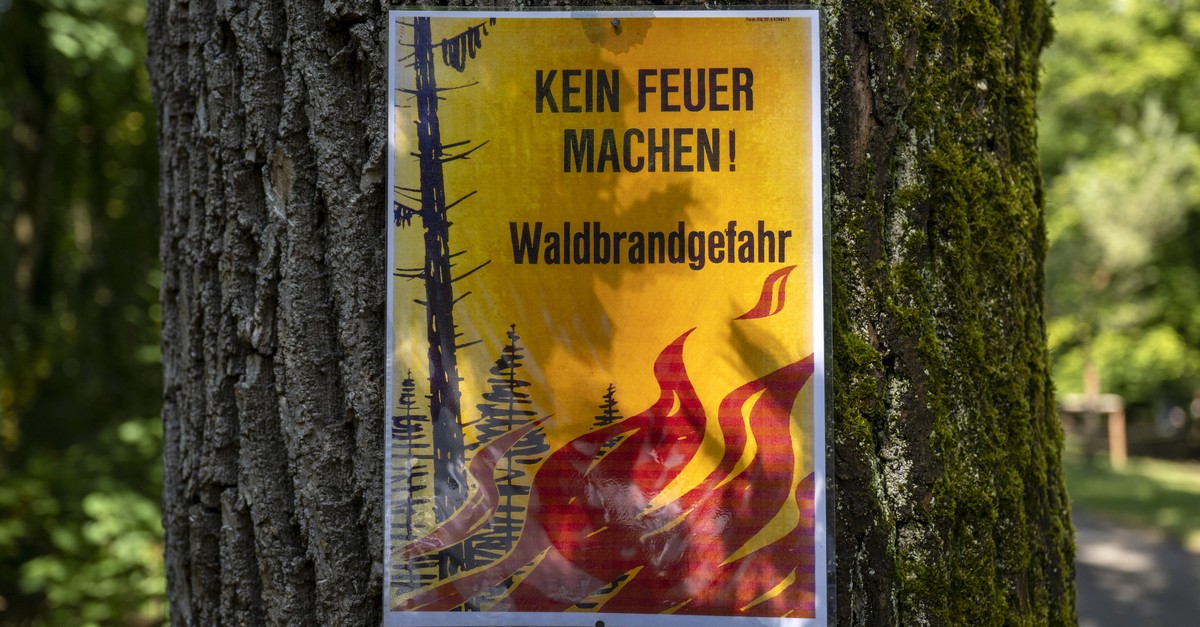 KEIN FEUER
MACHEN!
Waldbrandgefahr